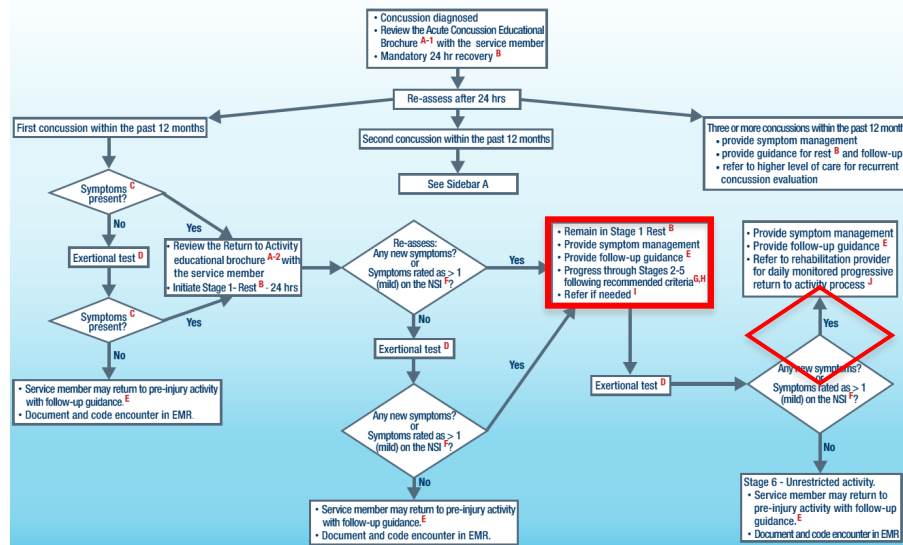 • Concussion diagnosed
• Review the Acute Concussion Educational
Brochure A-1 with the service member
• Mandatory 24 hr recovery B
Re-assess after 24 hrs
First concussion within the past 12 months
Second concussion within the past 12 months
See Sidebar A
Three or more concussions within the past 12 mont
• provide symptom management
• provide guidance for rest B and follow-up
• refer to higher level of care for recurrent
concussion evaluation
Symptoms C
present?
Yes
No
Exertional test D
Symptoms C
present?
Yes
No
• Service member may return to pre-injury activity
with follow-up guidance. E
• Document and code encounter in EMR.
• Review the Return to Activity
educational brochure A-2 with
the service member
• Initiate Stage 1- Rest B - 24 hrs
Re-assess:
Any new symptoms?
or
Symptoms rated as > 1
(mild) on the NSI F?
Yes
No
Exertional test D
Any new symptoms?
or
Symptoms rated as > 1
(mild) on the NSI F?
Yes
No
• Service member may return to pre-injury activity
with follow-up guidance. E
• Document and code encounter in EMR.
• Remain in Stage 1 Rest B
• Provide symptom management
• Provide follow-up guidance E
• Progress through Stages 2-5
following recommended criteria G,H
• Refer if needed I
Exertional test D
• Provide symptom management
• Provide follow-up guidance E
• Refer to rehabilitation provider
for daily monitored progressive
return to activity process J
Yes
Any new symptoms?
or
Symptoms rated as > 1
(mild) on the NSI F?
No
Stage 6 - Unrestricted activity.
• Service member may return to
pre-injury activity with follow-up
guidance. E
• Document and code encounter in EMR